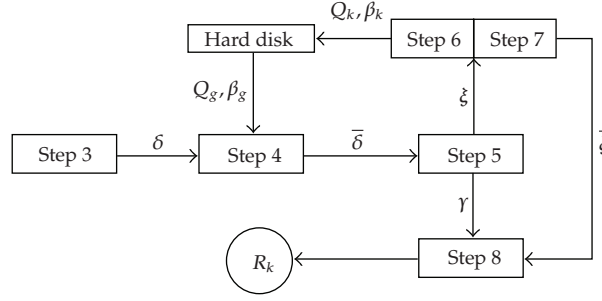 Q_k, β_k
Hard disk
Step 6
Step 7
Q_g, β_g
ξ
Step 3
δ
Step 4
δ̅
Step 5
γ
Step 8
R_k